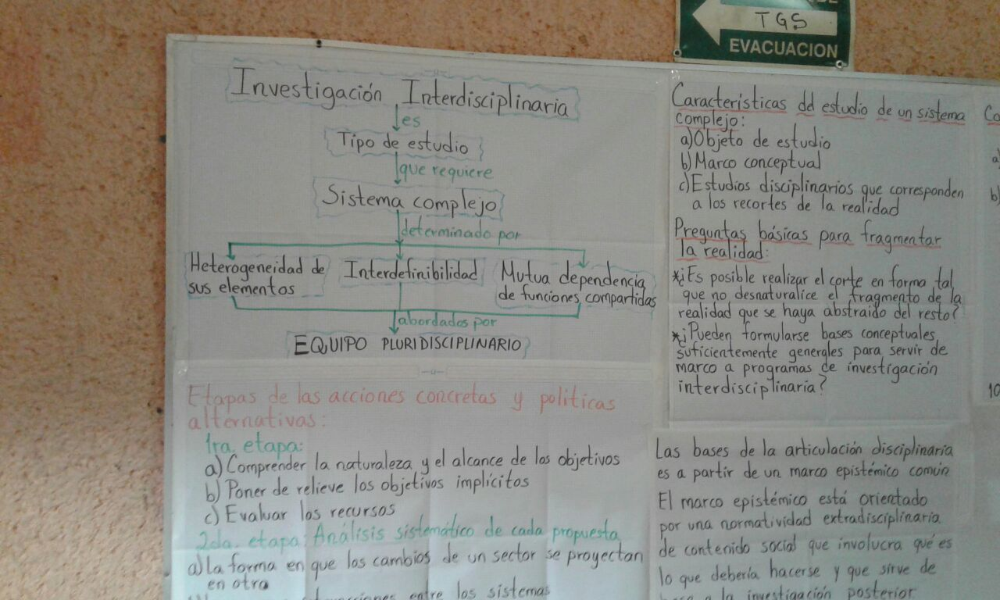 TGS
EVACUACION
Investigación Interdisciplinaria
es
Tipo de estudio
que requiere
Sistema complejo
determinado por
Heterogeneidad de
sus elementos
Interdefinibilidad
Mutua dependencia
de funciones compartidas
abordados por
EQUIPO PLURIDISCIPLINARIO
Etapas de las acciones concretas y politicas
alternativas:
1ra. etapa:
a) Comprender la naturaleza y el alcance de los objetivos
b) Poner de relieve los objetivos implícitos
c) Evaluar los recursos
2da. etapa: Análisis sistemático de cada propuesta
a) La forma en que los cambios de un sector se proyectan
en otro
entre los sistemas
Características del estudio de un sistema
complejo:
a) Objeto de estudio
b) Marco conceptual
c) Estudios disciplinarios que corresponden
a los recortes de la realidad
Preguntas básicas para fragmentar
la realidad:
*¿Es posible realizar el corte en forma tal
que no desnaturalice el fragmento de la
realidad que se haya abstraido del resto?
*¿Pueden formularse bases conceptuales
suficientemente generales para servir de
marco a programas de investigación
interdisciplinaria?
Las bases de la articulación disciplinaria
es a partir de un marco epistémico común
El marco epistémico está orientado
por una normatividad extradisciplinaria
de contenido social que involucra qué es
lo que debería hacerse y que sirve de
a la investigación posterior
Co
a)
b)
10